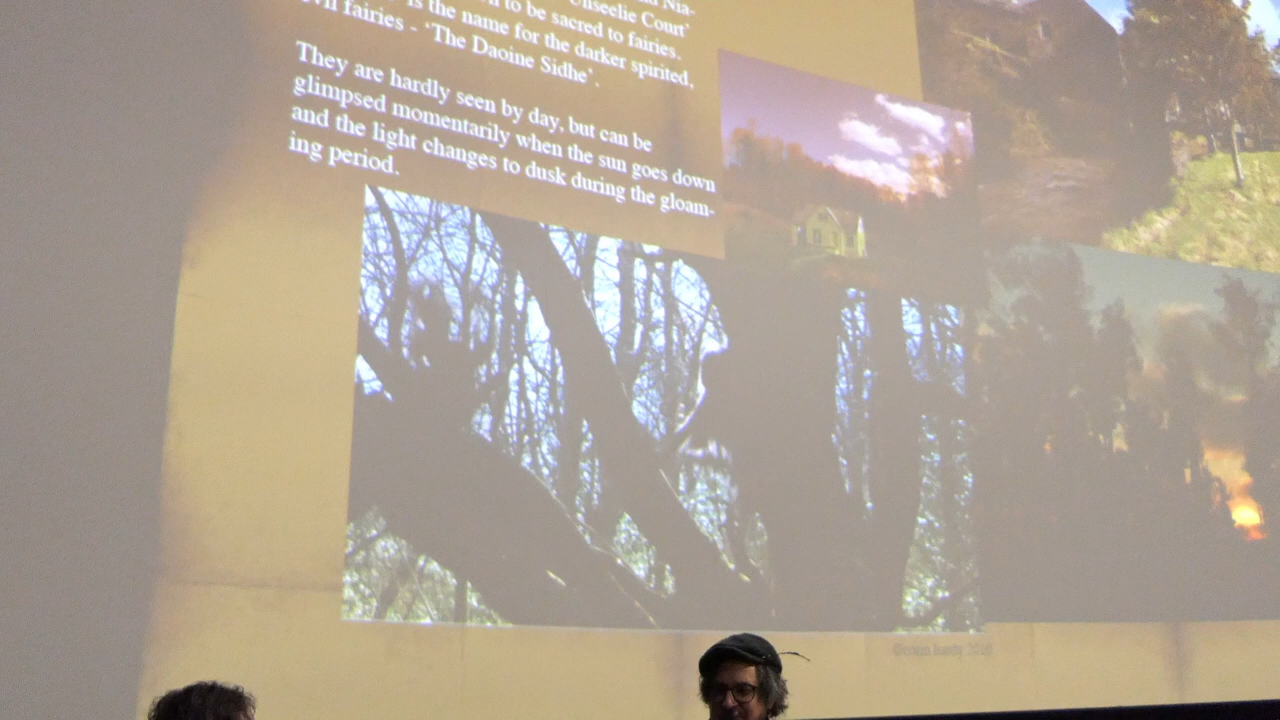 Nia-
to be sacred to fairies.
Unseelie Court'
is the name for the darker spirited,
evil fairies - 'The Daoine Sidhe'.
They are hardly seen by day, but can be
glimpsed momentarily when the sun goes down
and the light changes to dusk during the gloam-
ing period.